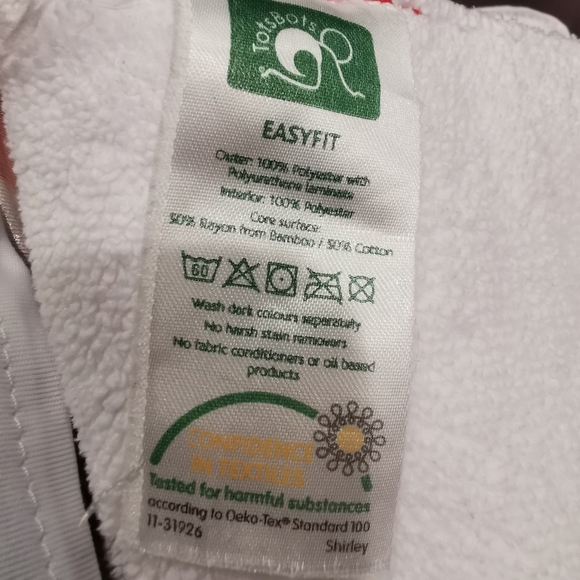 TotsBots
EASYFIT
Outer: 100% Polyester with
Polyurethane laminate
Interior: 100% Polyester
Core surface:
50% Rayon from Bamboo / 50% Cotton
60
Wash dark colours separately
No harsh stain removers
No fabric conditioners or oil based
products
CONFIDENCE
IN TEXTILES
Tested for harmful substances
according to Oeko-Tex® Standard 100
11-31926
Shirley